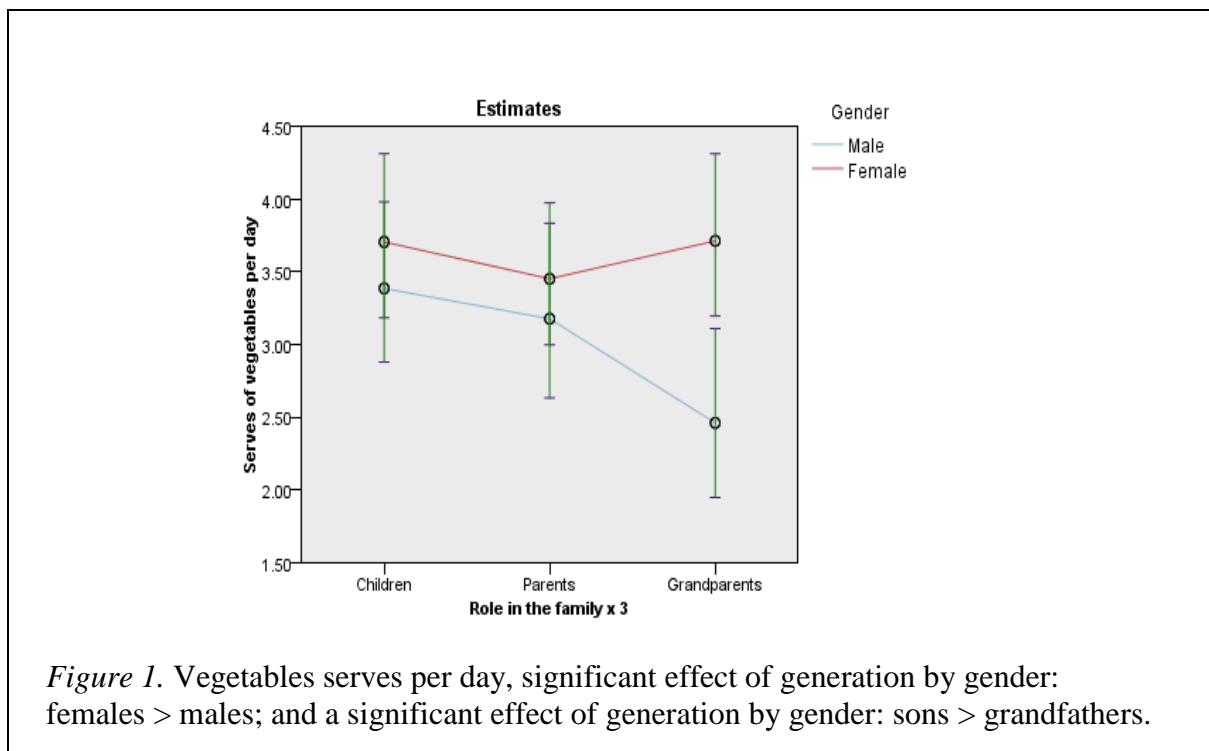 Estimates
Gender
Male
Female
Serves of vegetables per day
4.50
4.00
3.50
3.00
2.50
2.00
1.50
Children
Parents
Grandparents
Role in the family x 3
Figure 1. Vegetables serves per day, significant effect of generation by gender:
females > males; and a significant effect of generation by gender: sons > grandfathers.